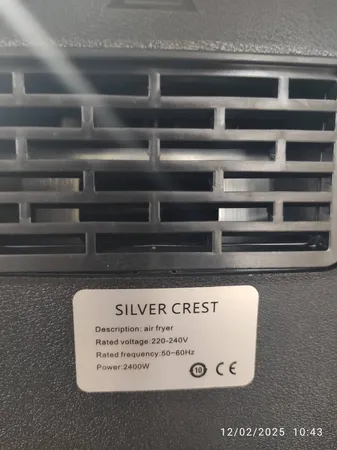 SILVER CREST
Description: air fryer
Rated voltage:220-240V
Rated frequency:50-60Hz
Power:2400W
10 CE
12/02/2025 10:43